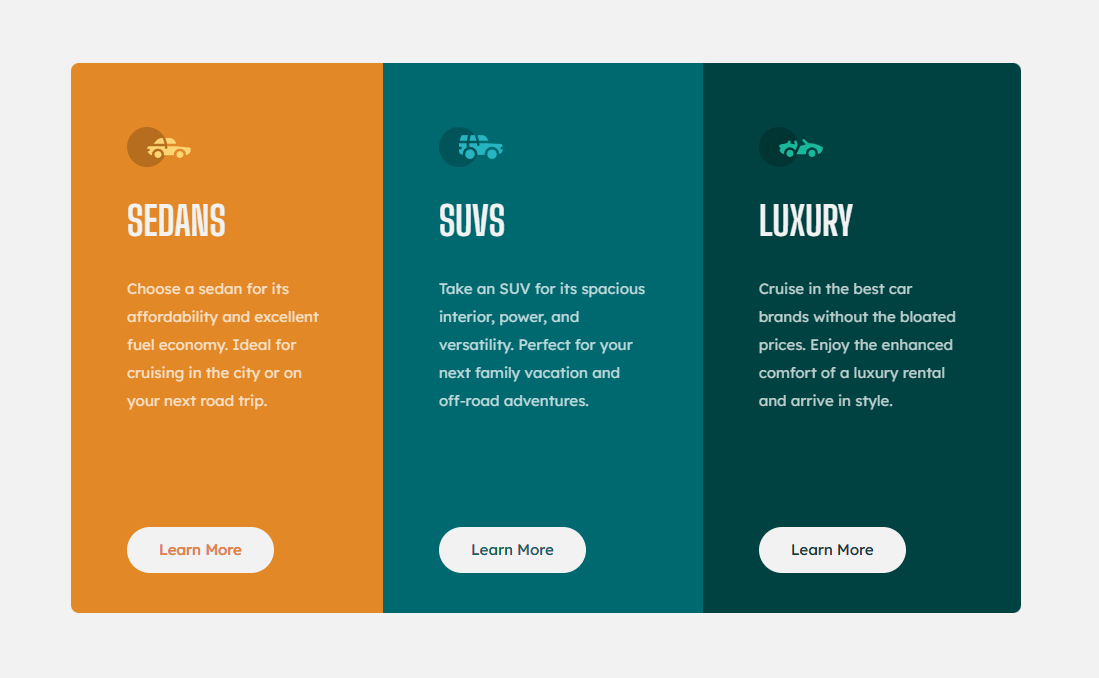 SEDANS
Choose a sedan for its
affordability and excellent
fuel economy. Ideal for
cruising in the city or on
your next road trip.
Learn More
SUVS
Take an SUV for its spacious
interior, power, and
versatility. Perfect for your
next family vacation and
off-road adventures.
Learn More
LUXURY
Cruise in the best car
brands without the bloated
prices. Enjoy the enhanced
comfort of a luxury rental
and arrive in style.
Learn More